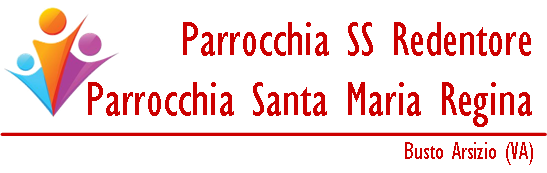 Parrocchia SS Redentore
Parrocchia Santa Maria Regina
Busto Arsizio (VA)